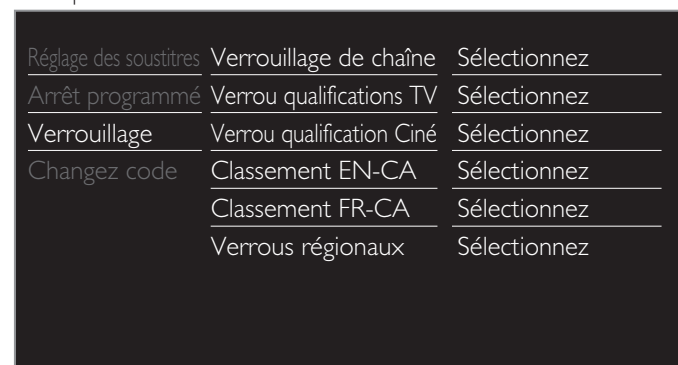 Réglage des soustitres Verrouillage de chaîne Sélectionnez
Arrêt programmé Verrou qualifications TV Sélectionnez
Verrouillage Verrou qualification Ciné Sélectionnez
Changez code Classement EN-CA Sélectionnez
Classement FR-CA Sélectionnez
Verrous régionaux Sélectionnez